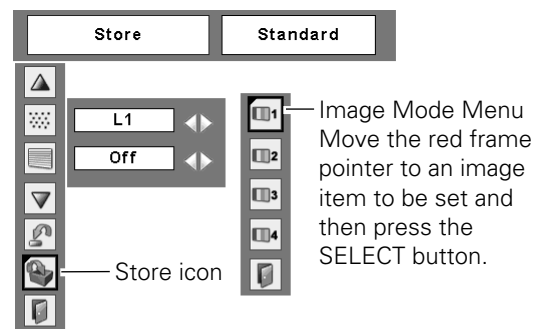 Store Standard
L1
Off
1
2
3
4
Image Mode Menu
Move the red frame
pointer to an image
item to be set and
then press the
SELECT button.
Store icon